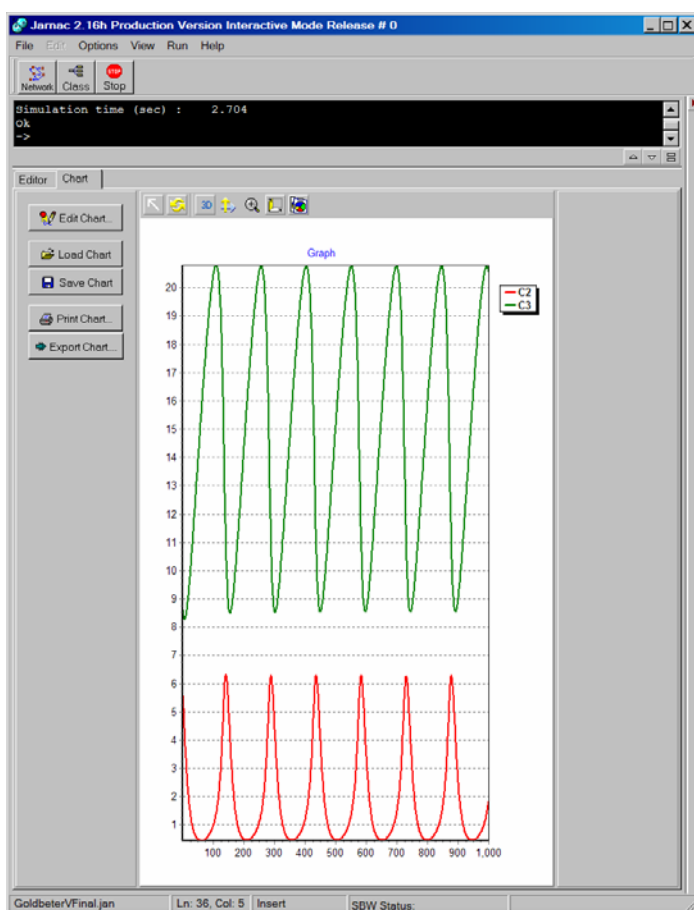 Jarnac 2.16h Production Version Interactive Mode Release # 0
File Edit Options View Run Help
Network Class Stop
Simulation time (sec) : 2.704
Ok
->
Editor Chart
3D
Edit Chart...
Load Chart
Save Chart
Print Chart...
Export Chart...
Graph
C2
C3
20
19
18
17
16
15
14
13
12
11
10
9
8
7
6
5
4
3
2
1
100 200 300 400 500 600 700 800 900 1,000
GoldbeterVFinal.jan Ln: 36, Col: 5 Insert SBW Status: